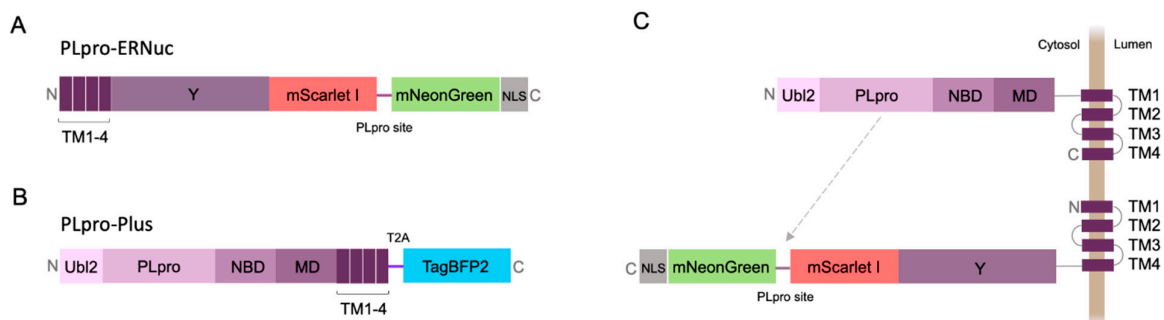 A
PLpro-ERNuc
N
Y
mScarlet I
mNeonGreen
NLS
C
PLpro site
TM1-4
B
PLpro-Plus
T2A
N
Ubl2
PLpro
NBD
MD
TagBFP2
C
TM1-4
C
Cytosol
Lumen
N
Ubl2
PLpro
NBD
MD
TM1
TM2
TM3
C
TM4
N
TM1
TM2
TM3
C
NLS
mNeonGreen
mScarlet I
Y
TM4
PLpro site